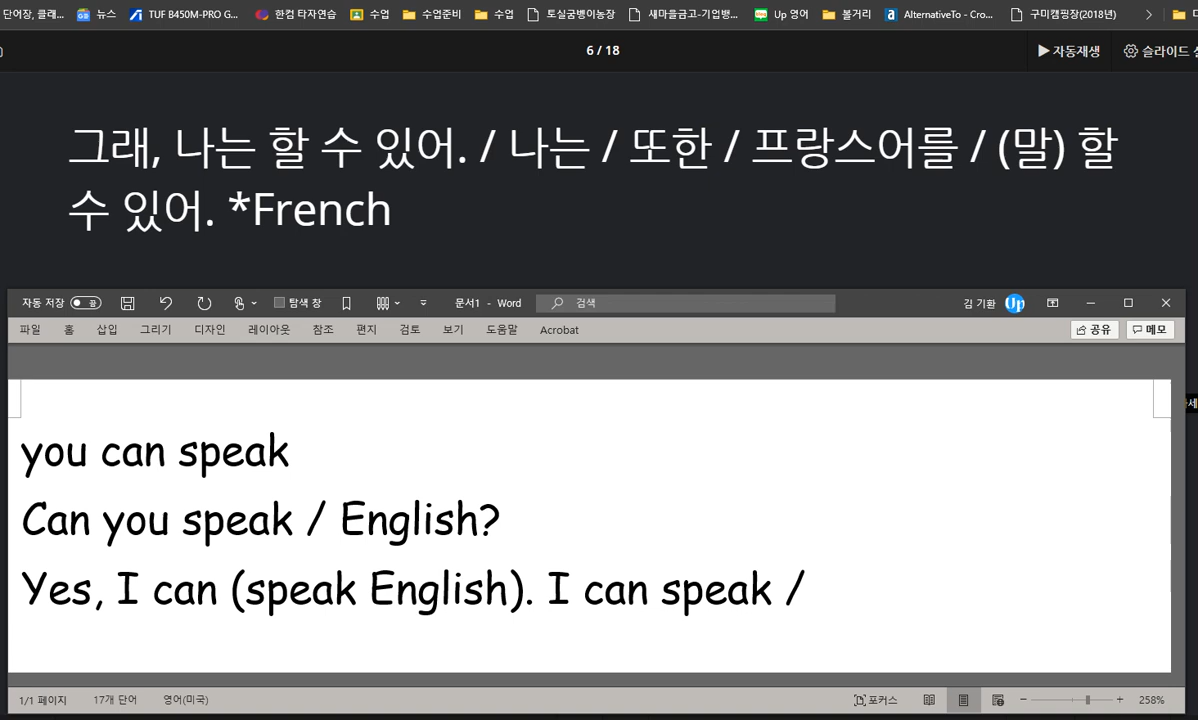 단어장, 클래... 뉴스 TUF B450M-PRO G... 한컴 타자연습 수업 수업준비 수업 토실굼벵이농장 새마을금고-기업뱅... Up 영어 볼거리 AlternativeTo - Cro... 구미캠핑장(2018년)
6 / 18 자동재생 슬라이드
그래, 나는 할 수 있어. / 나는 / 또한 / 프랑스어를 / (말) 할
수 있어. *French
자동 저장 끔 탐색 창 문서1 - Word 검색 김 기환 Up
파일 홈 삽입 그리기 디자인 레이아웃 참조 편지 검토 보기 도움말 Acrobat 공유 메모
you can speak
Can you speak / English?
Yes, I can (speak English). I can speak /
1/1 페이지 17개 단어 영어(미국) 포커스 258%